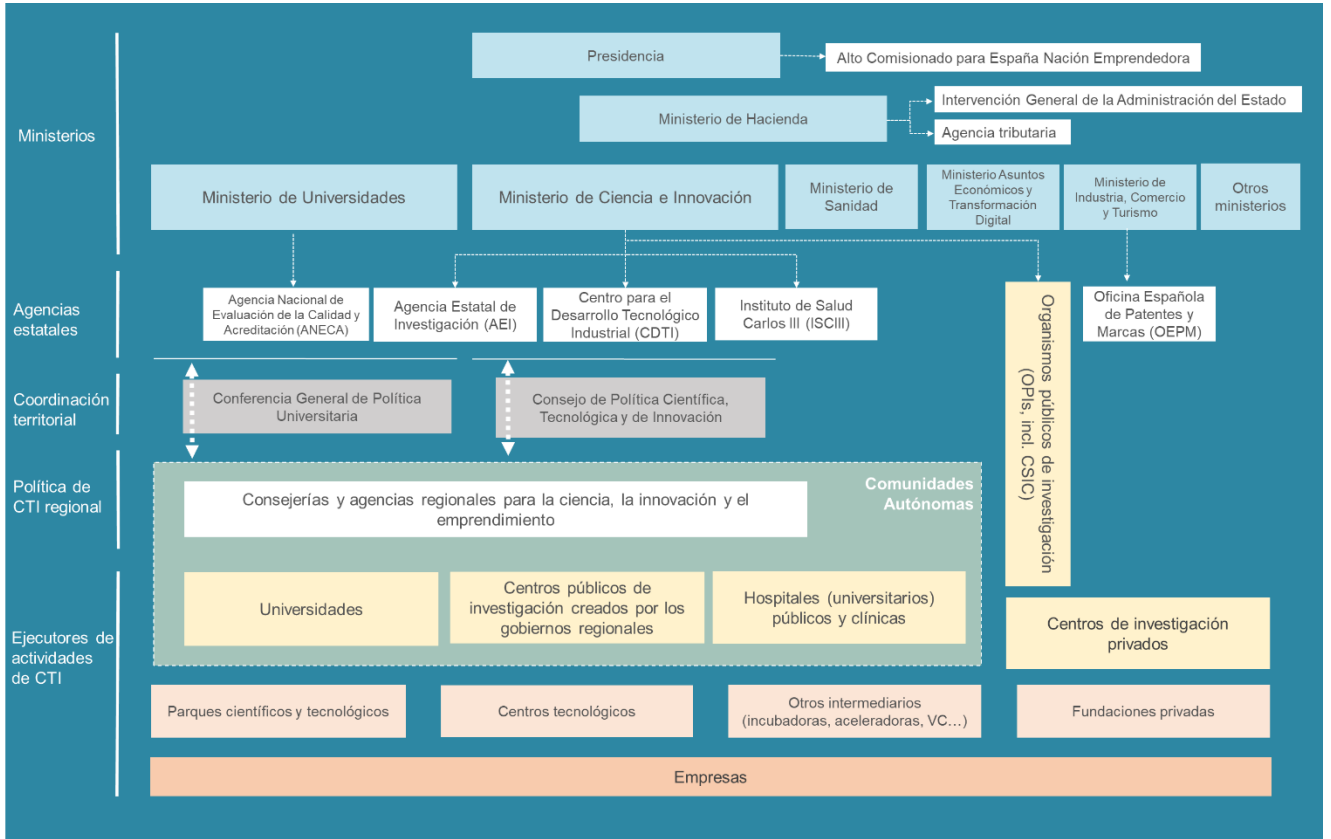 Presidencia
Alto Comisionado para España Nación Emprendedora
Ministerios
Ministerio de Hacienda
Intervención General de la Administración del Estado
Agencia tributaria
Ministerio de Universidades
Ministerio de Ciencia e Innovación
Ministerio de
Sanidad
Ministerio Asuntos
Económicos y
Transformación
Digital
Ministerio de
Industria, Comercio
y Turismo
Otros
ministerios
Agencias
estatales
Agencia Nacional de
Evaluación de la Calidad y
Acreditación (ANECA)
Agencia Estatal de
Investigación (AEI)
Centro para el
Desarrollo Tecnológico
Industrial (CDTI)
Instituto de Salud
Carlos III (ISCIII)
Organismos públicos de investigación
(OPIs, incl. CSIC)
Oficina Española
de Patentes y
Marcas (OEPM)
Coordinación
territorial
Conferencia General de Política
Universitaria
Consejo de Política Científica,
Tecnológica y de Innovación
Política de
CTI regional
Consejerías y agencias regionales para la ciencia, la innovación y el
emprendimiento
Comunidades
Autónomas
Ejecutores de
actividades
de CTI
Universidades
Centros públicos de
investigación creados por los
gobiernos regionales
Hospitales (universitarios)
públicos y clínicas
Centros de investigación
privados
Parques científicos y tecnológicos
Centros tecnológicos
Otros intermediarios
(incubadoras, aceleradoras, VC…)
Fundaciones privadas
Empresas